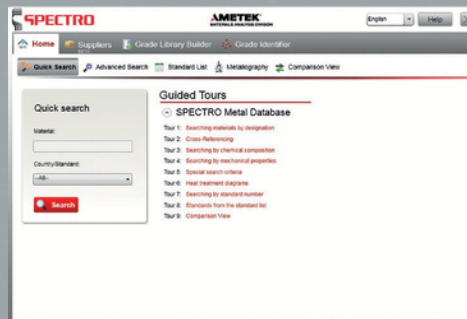 SPECTRO
AMETEK
MATERIALS ANALYSIS DIVISION
English
Help
Home
Suppliers
Grade Library Builder
Grade Identifier
Quick Search
Advanced Search
Standard List
Metallography
Comparison View
Quick search
Material:
Country/Standard:
--All--
Search
Guided Tours
SPECTRO Metal Database
Tour 1: Searching materials by designation
Tour 2: Cross-Referencing
Tour 3: Searching by chemical composition
Tour 4: Searching by mechanical properties
Tour 5: Special search criteria
Tour 6: Heat treatment diagrams
Tour 7: Searching by standard number
Tour 8: Standards from the standard list
Tour 9: Comparison View